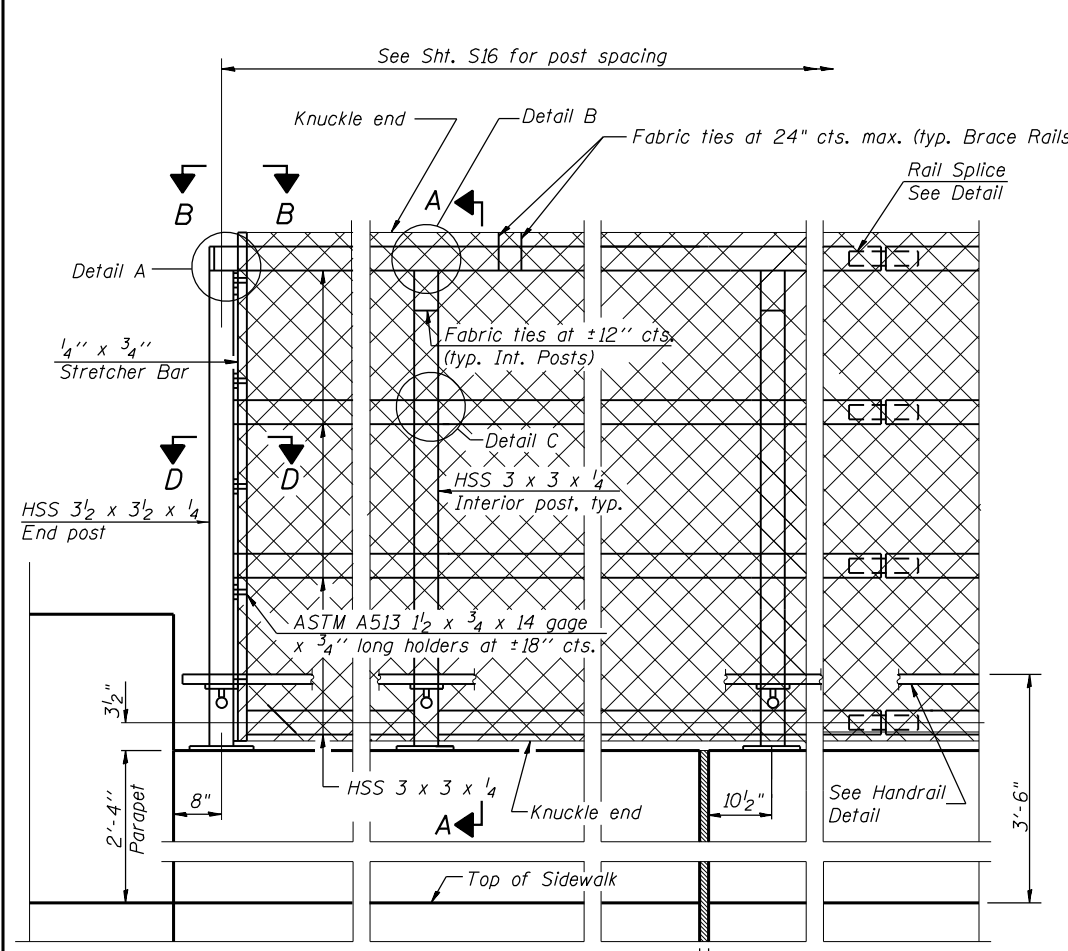 See Sht. S16 for post spacing
Knuckle end
Detail B
Fabric ties at 24" cts. max. (typ. Brace Rails
Rail Splice
See Detail
B
B
A
Detail A
Fabric ties at ±12" cts.
(typ. Int. Posts)
1/4" x 3/4"
Stretcher Bar
Detail C
D
D
HSS 3 x 3 x 1/4
Interior post, typ.
HSS 3 1/2 x 3 1/2 x 1/4
End post
ASTM A513 1 1/2 x 3/4 x 14 gage
x 3/4" long holders at ±18" cts.
3 1/2"
HSS 3 x 3 x 1/4
2'-4"
Parapet
8"
A
Knuckle end
10 1/2"
See Handrail
Detail
3'-6"
Top of Sidewalk